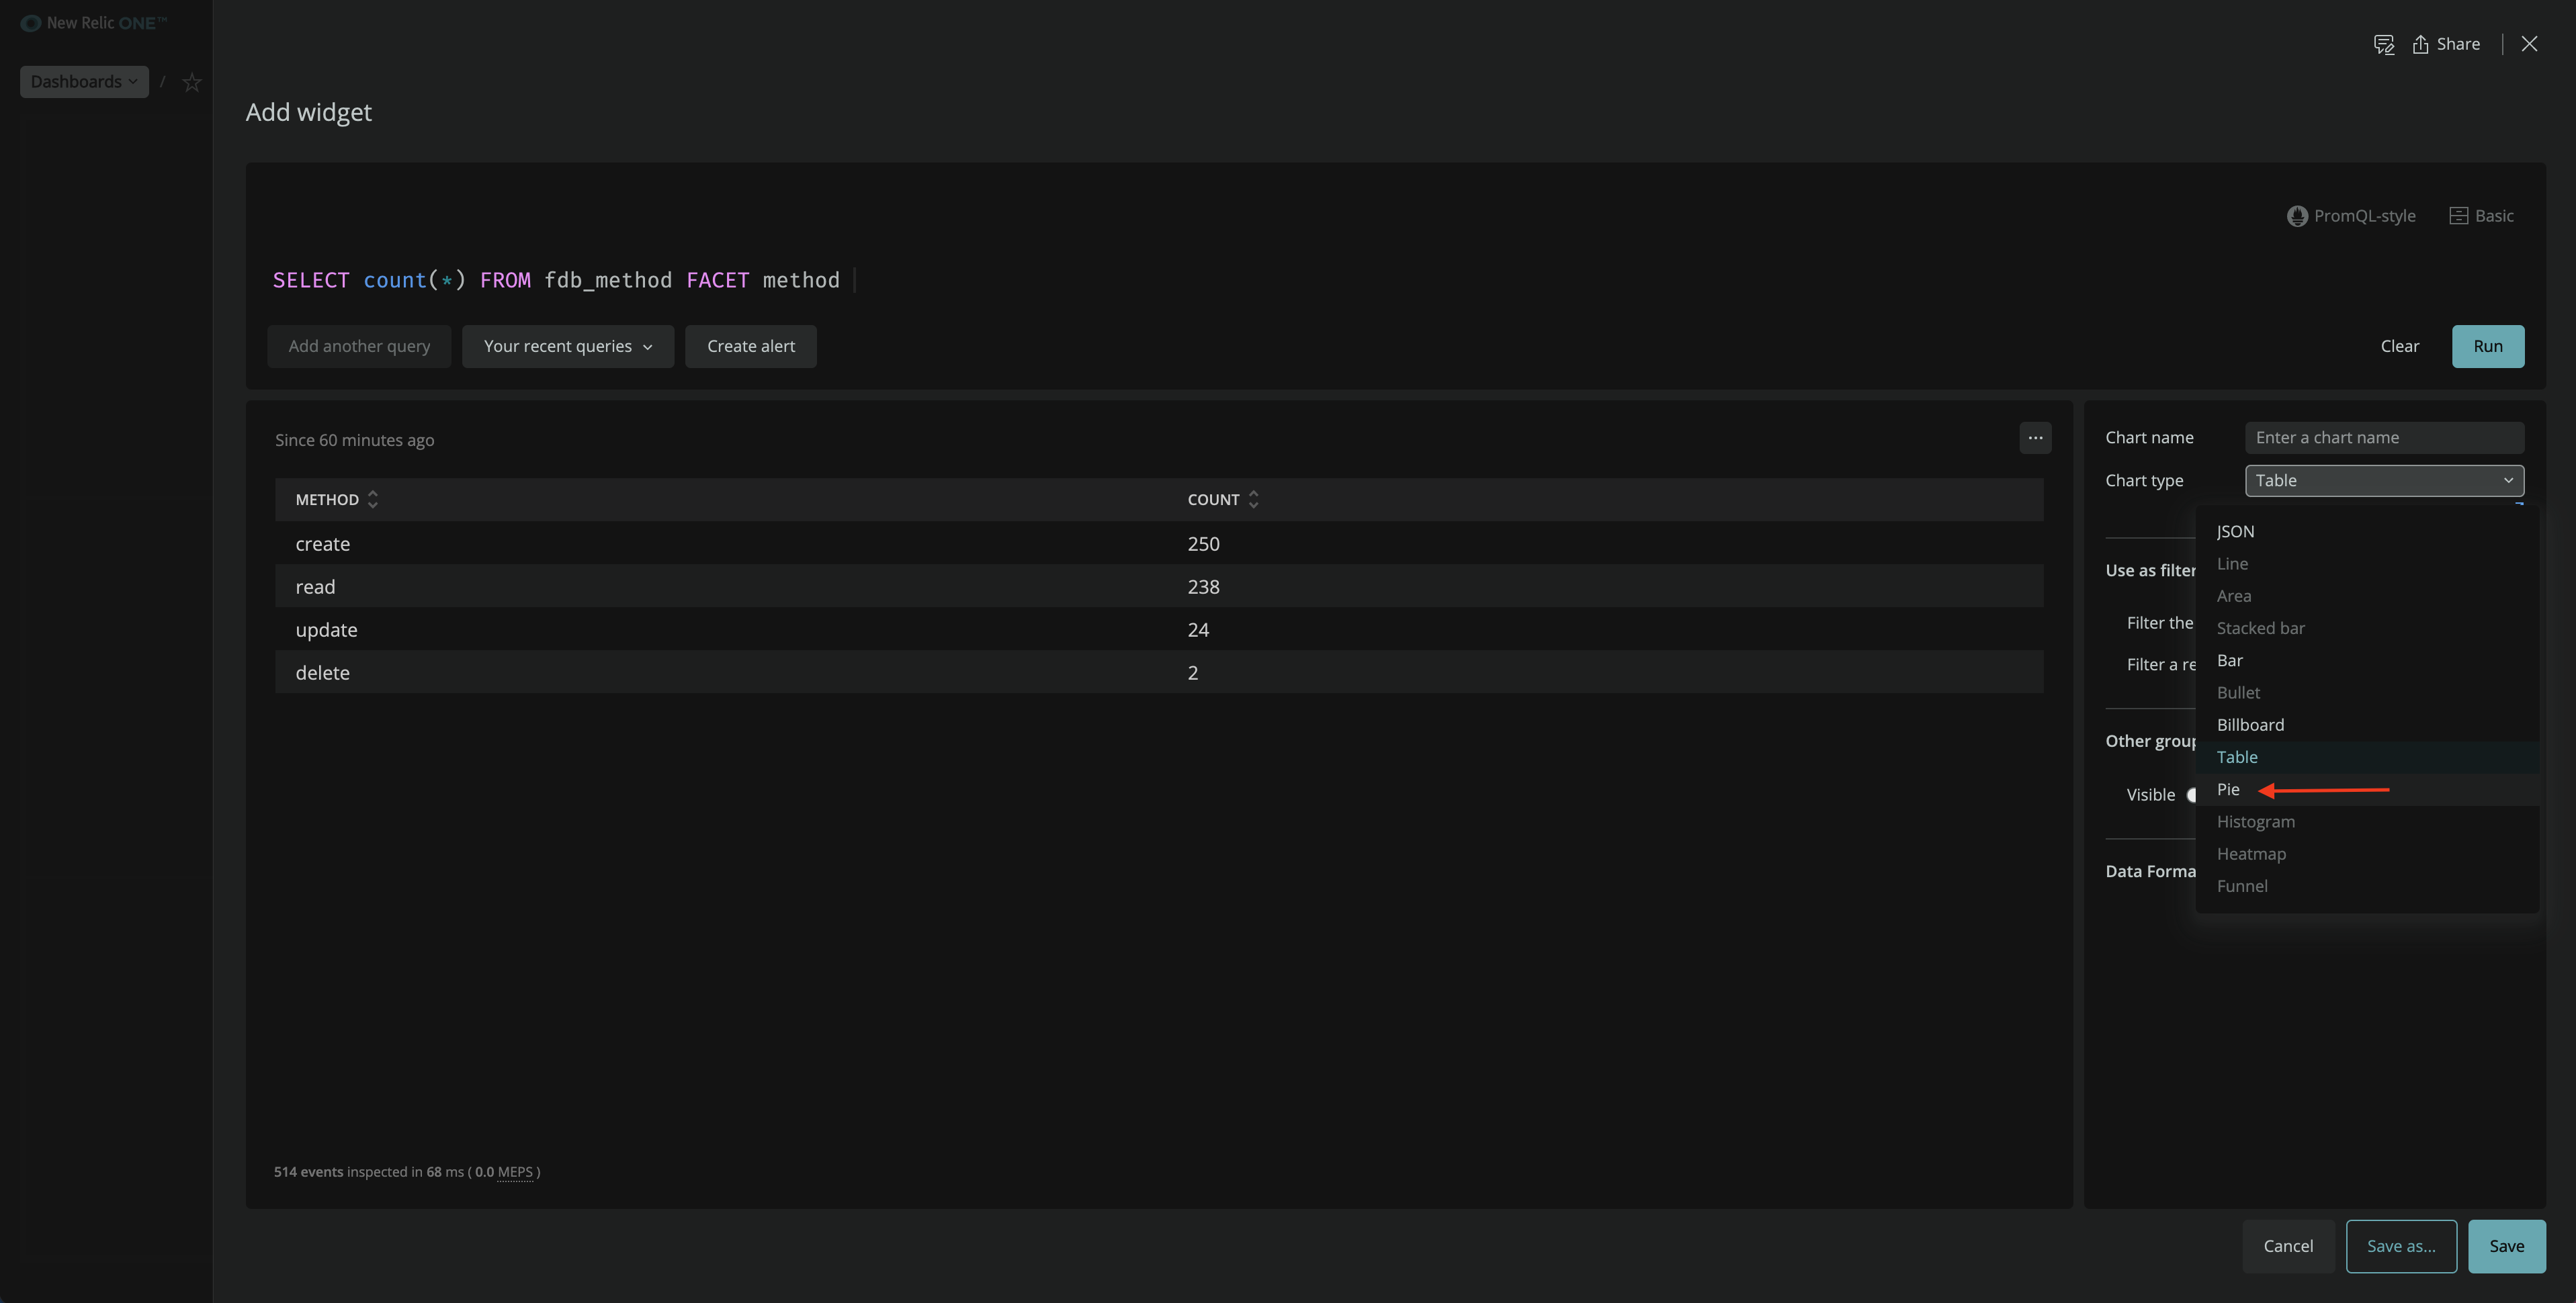 New Relic ONE™
Dashboards /
Share
Add widget
PromQL-style Basic
SELECT count(*) FROM fdb_method FACET method
Add another query Your recent queries Create alert Clear Run
Since 60 minutes ago
...
METHOD COUNT
create 250
read 238
update 24
delete 2
514 events inspected in 68 ms ( 0.0 MEPS )
Chart name Enter a chart name
Chart type Table
Use as filter
Filter the
Filter a re
Other group
Visible
Data Forma
JSON
Line
Area
Stacked bar
Bar
Bullet
Billboard
Table
Pie
Histogram
Heatmap
Funnel
Cancel Save as... Save